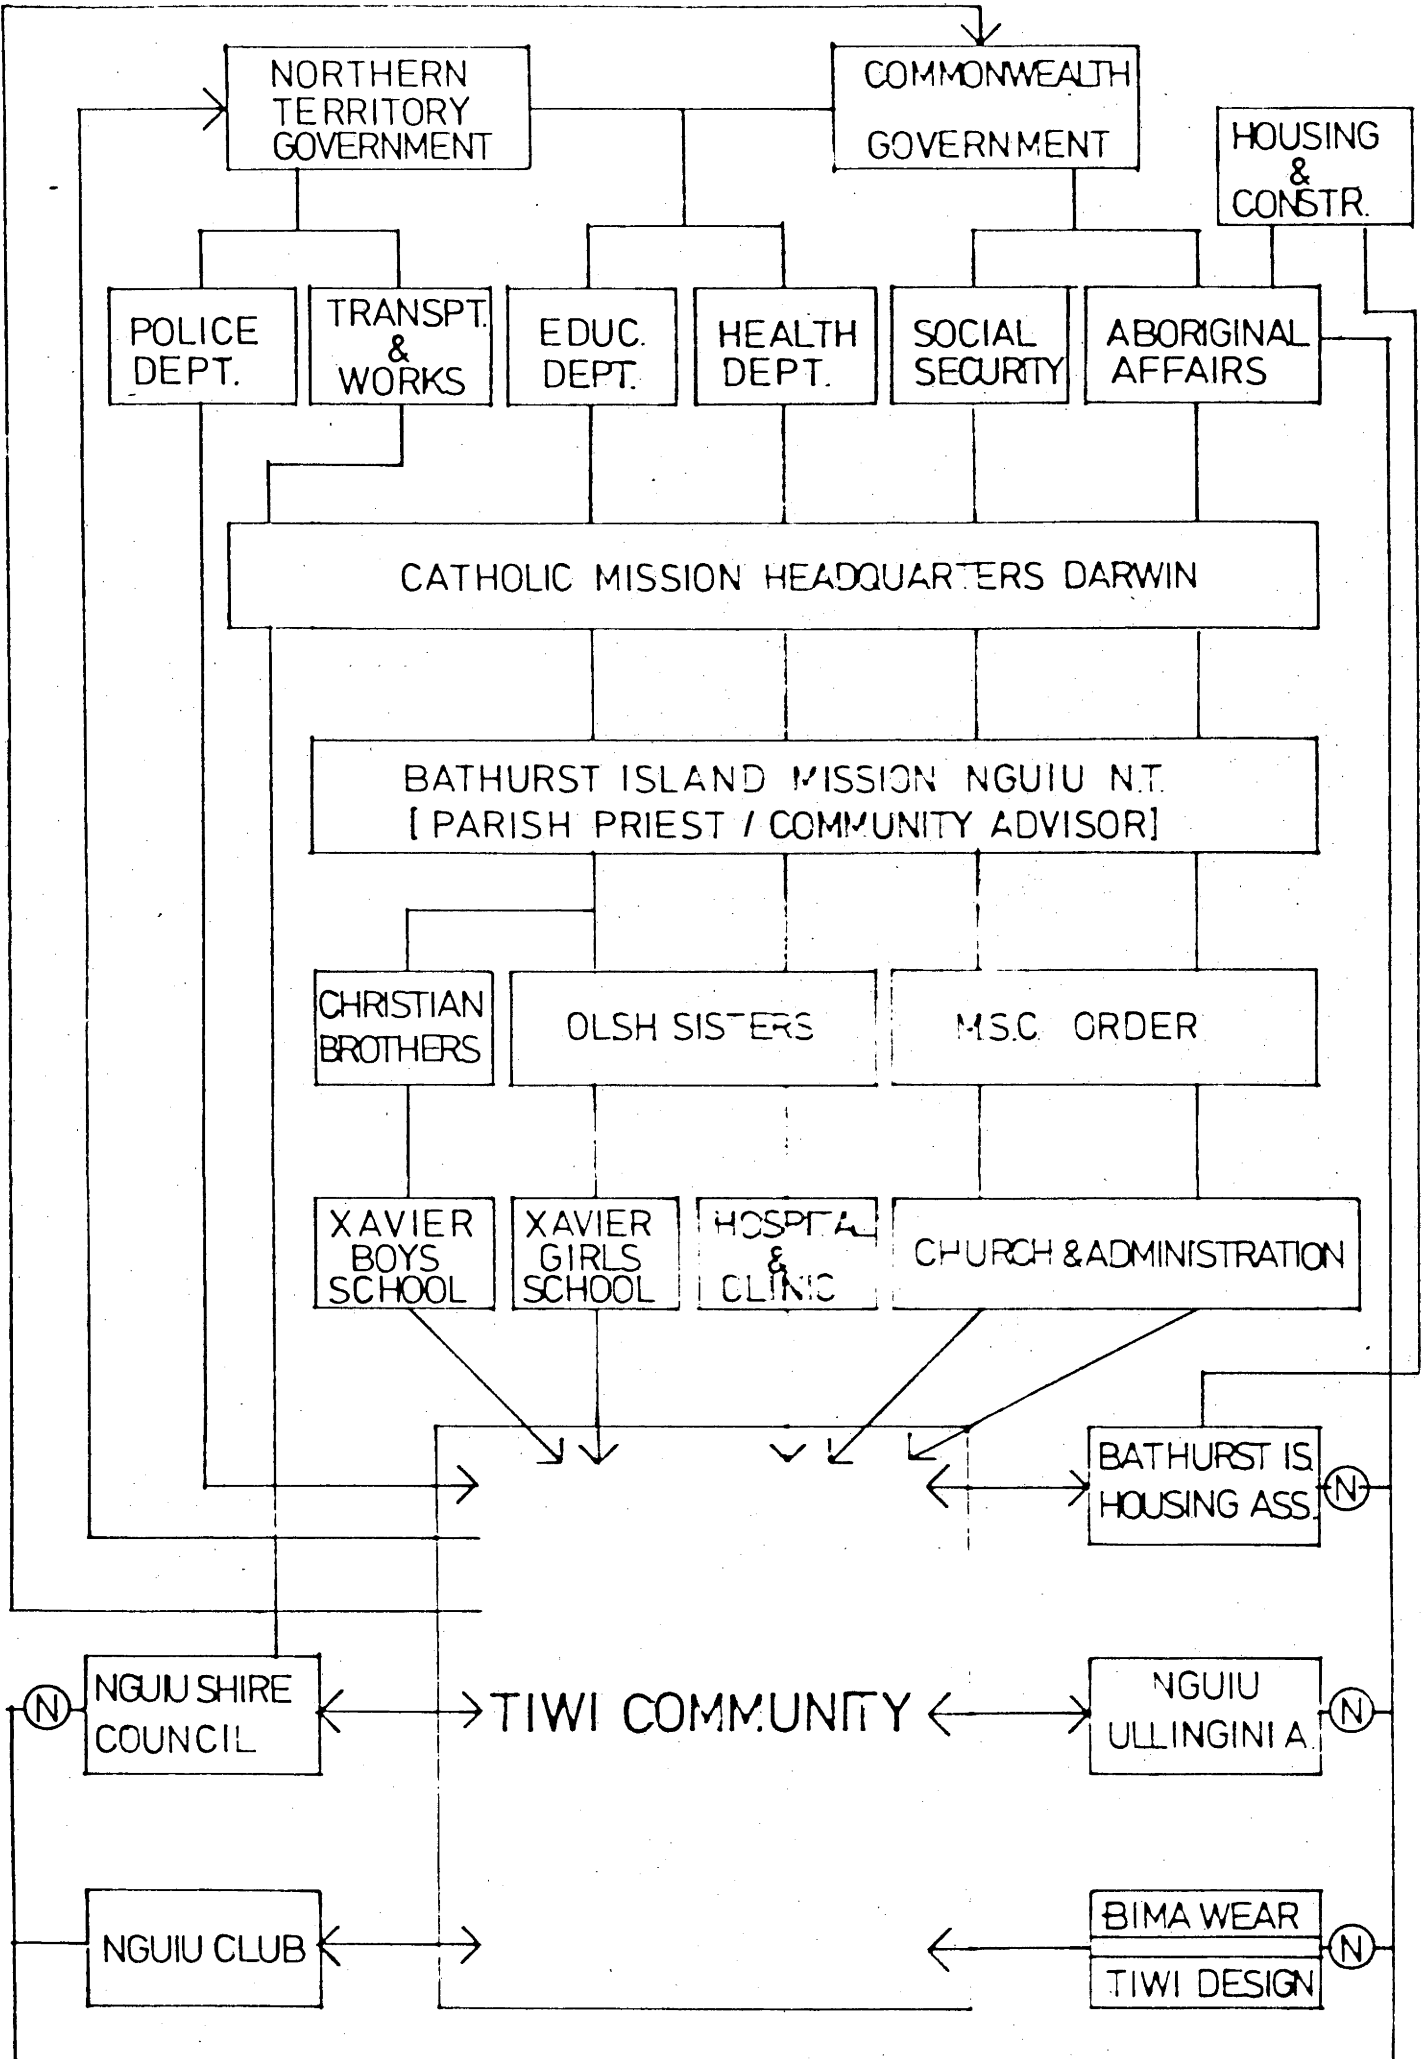 NORTHERN
TERRITORY
GOVERNMENT
COMMONWEALTH
GOVERNMENT
HOUSING
&
CONSTR.
POLICE
DEPT.
TRANSPT.
&
WORKS
EDUC.
DEPT.
HEALTH
DEPT.
SOCIAL
SECURITY
ABORIGINAL
AFFAIRS
CATHOLIC MISSION HEADQUARTERS DARWIN
BATHURST ISLAND MISSION NGUIU N.T.
[PARISH PRIEST / COMMUNITY ADVISOR]
CHRISTIAN
BROTHERS
OLSH SISTERS
M.S.C. ORDER
XAVIER
BOYS
SCHOOL
XAVIER
GIRLS
SCHOOL
HOSPITAL
&
CLINIC
CHURCH & ADMINISTRATION
BATHURST IS.
HOUSING ASS.
N
NGUIU SHIRE
COUNCIL
N
TIWI COMMUNITY
NGUIU
ULLINGINI A.
N
NGUIU CLUB
BIMA WEAR
TIWI DESIGN
N